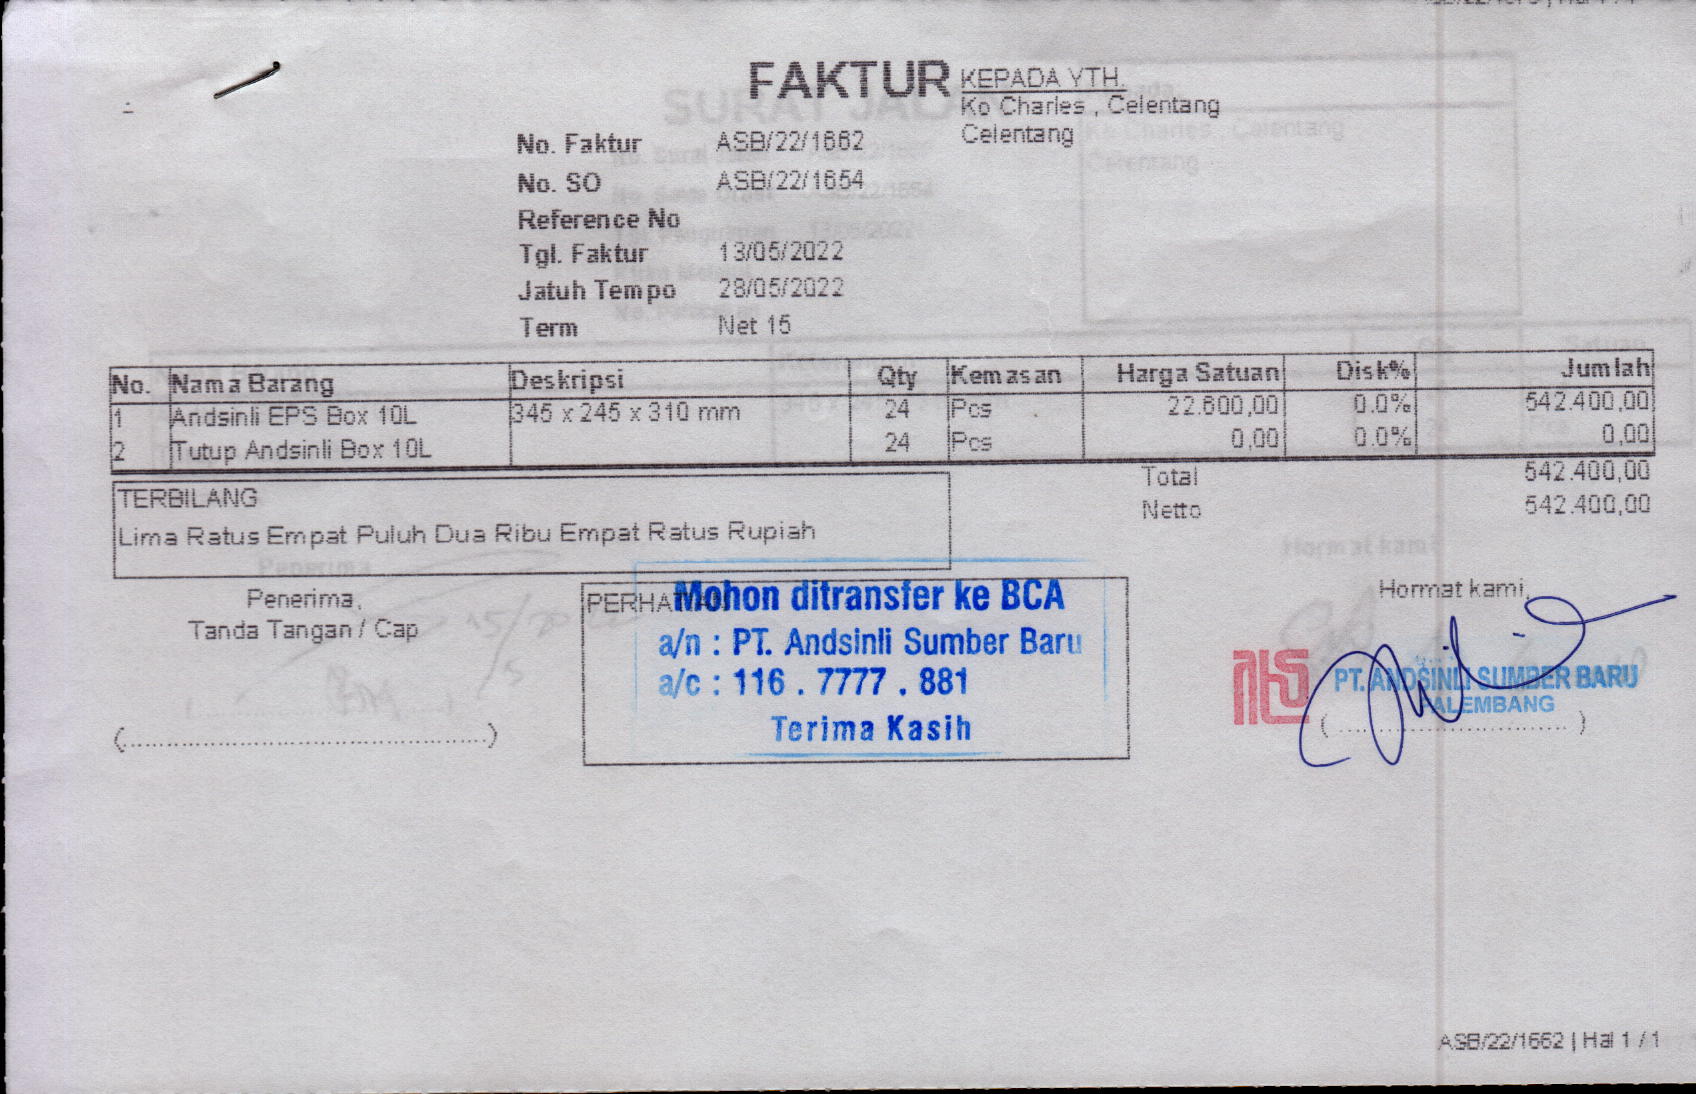 FAKTUR
KEPADA YTH.
Ko Charles , Celentang
Celentang
No. Faktur ASB/22/1662
No. SO ASB/22/1654
Reference No
Tgl. Faktur 13/05/2022
Jatuh Tempo 28/05/2022
Term Net 15
No. Nama Barang Deskripsi Qty Kemasan Harga Satuan Disk% Jumlah
1 Andsinli EPS Box 10L 345 x 245 x 310 mm 24 Pcs 22.600,00 0.0% 542.400,00
2 Tutup Andsinli Box 10L 24 Pcs 0,00 0.0% 0,00
Total 542.400,00
Netto 542.400,00
TERBILANG
Lima Ratus Empat Puluh Dua Ribu Empat Ratus Rupiah
Penerima,
Tanda Tangan / Cap
(................................................)
PERHATIAN
Mohon ditransfer ke BCA
a/n : PT. Andsinli Sumber Baru
a/c : 116 . 7777 . 881
Terima Kasih
Hormat kami,
PT. ANDSINLI SUMBER BARU
PALEMBANG
(................................)
ASB/22/1662 | Hal 1 / 1